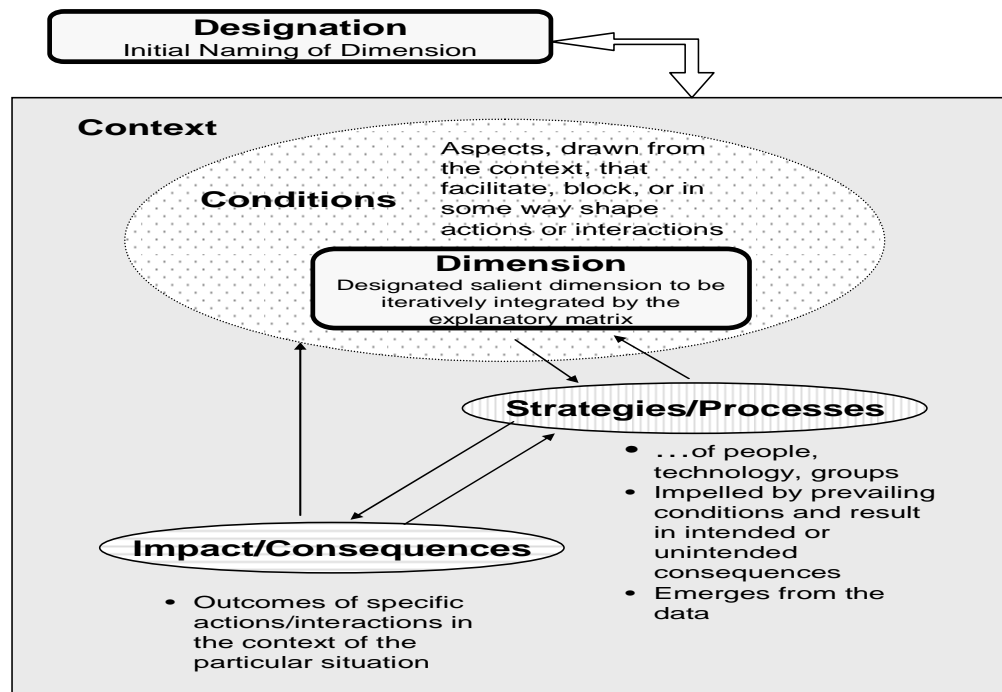 Designation
Initial Naming of Dimension
Context
Aspects, drawn from
the context, that
facilitate, block, or in
some way shape
actions or interactions
Conditions
Dimension
Designated salient dimension to be
iteratively integrated by the
explanatory matrix
Strategies/Processes
• …of people,
technology, groups
• Impelled by prevailing
conditions and result
in intended or
unintended
consequences
• Emerges from the
data
Impact/Consequences
• Outcomes of specific
actions/interactions in
the context of the
particular situation